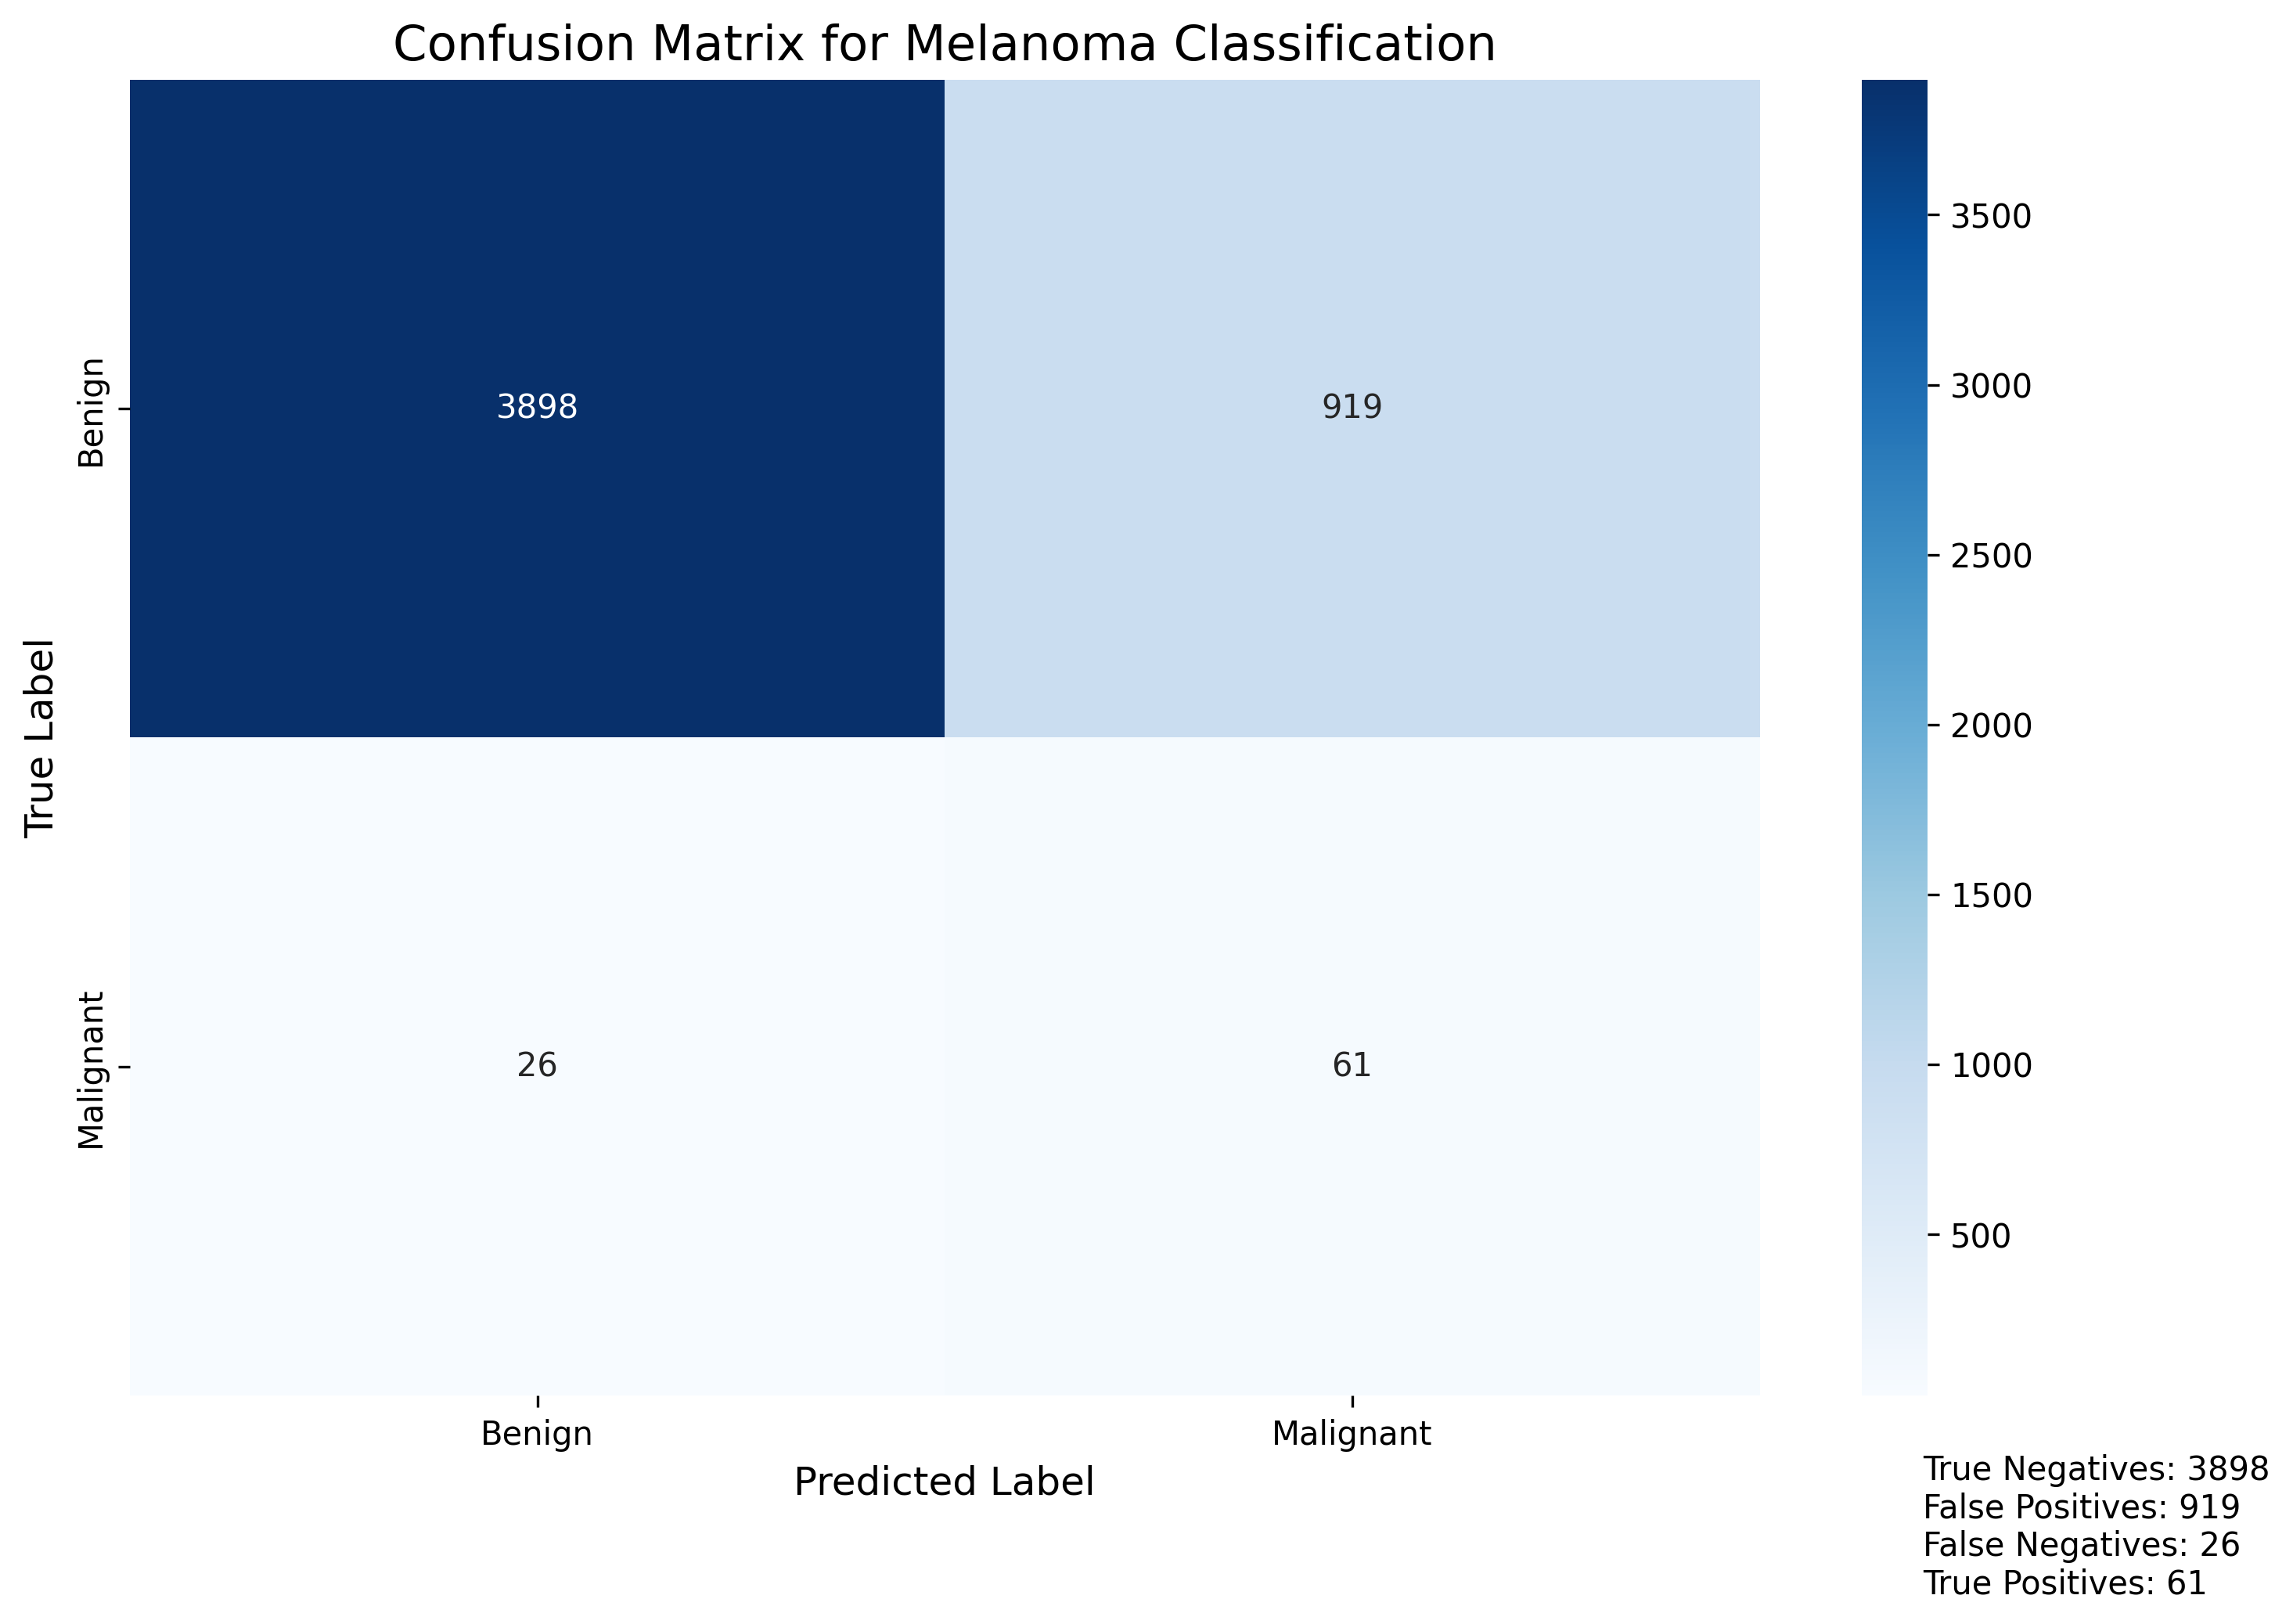 Confusion Matrix for Melanoma Classification
True Label
Benign
3898
919
Malignant
26
61
Benign
Malignant
Predicted Label
3500
3000
2500
2000
1500
1000
500
True Negatives: 3898
False Positives: 919
False Negatives: 26
True Positives: 61